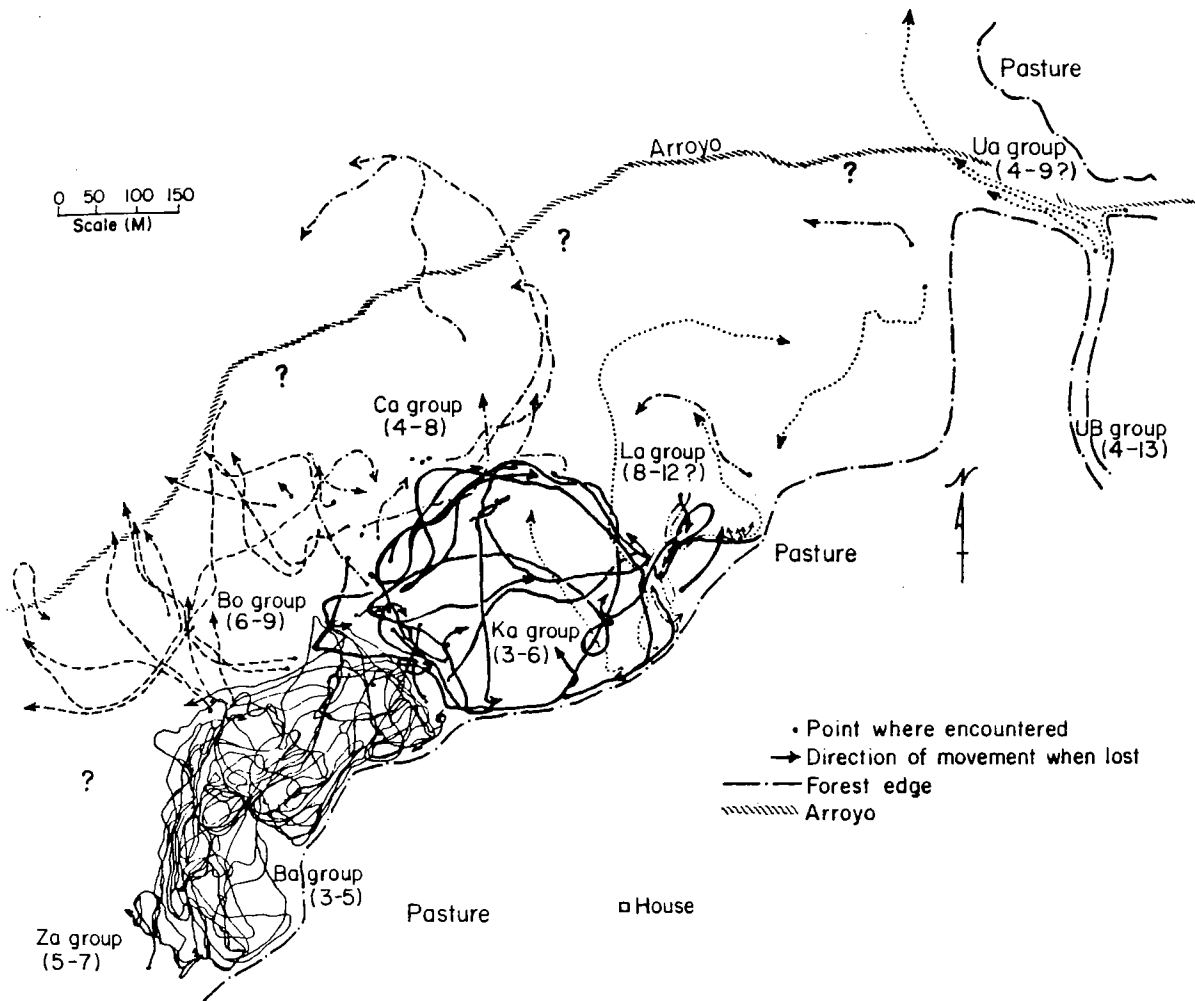 Pasture
Arroyo
Ua group
(4-9?)
?
0 50 100 150
Scale (M)
?
?
Ca group
(4-8)
La group
(8-12?)
UB group
(4-13)
N
Pasture
Bo group
(6-9)
Ka group
(3-6)
Point where encountered
Direction of movement when lost
Forest edge
Arroyo
?
Ba group
(3-5)
Pasture
House
Za group
(5-7)